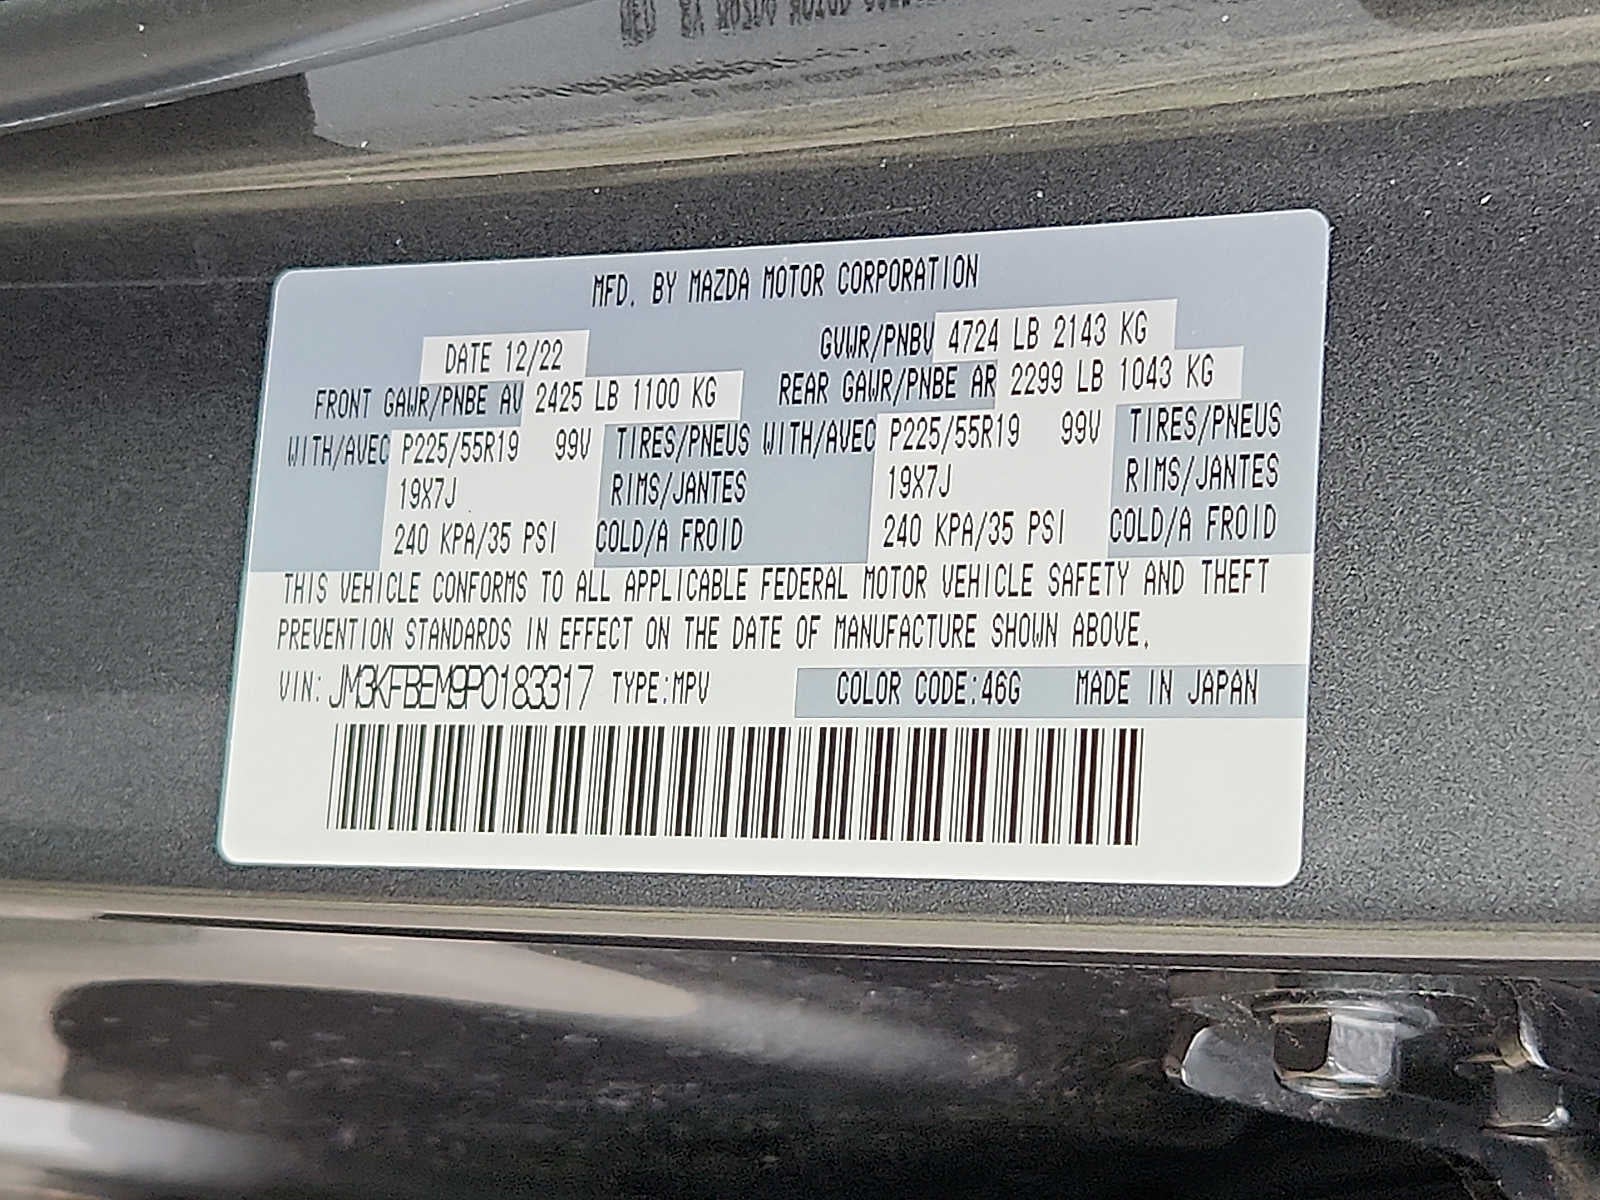 MFD. BY MAZDA MOTOR CORPORATION
DATE 12/22 GVWR/PNBV 4724 LB 2143 KG
FRONT GAWR/PNBE AV 2425 LB 1100 KG REAR GAWR/PNBE AR 2299 LB 1043 KG
WITH/AVEC P225/55R19 99V TIRES/PNEUS WITH/AVEC P225/55R19 99V TIRES/PNEUS
19X7J RIMS/JANTES 19X7J RIMS/JANTES
240 KPA/35 PSI COLD/A FROID 240 KPA/35 PSI COLD/A FROID
THIS VEHICLE CONFORMS TO ALL APPLICABLE FEDERAL MOTOR VEHICLE SAFETY AND THEFT
PREVENTION STANDARDS IN EFFECT ON THE DATE OF MANUFACTURE SHOWN ABOVE.
VIN: JM3KFBEM9P0183317 TYPE:MPV COLOR CODE:46G MADE IN JAPAN